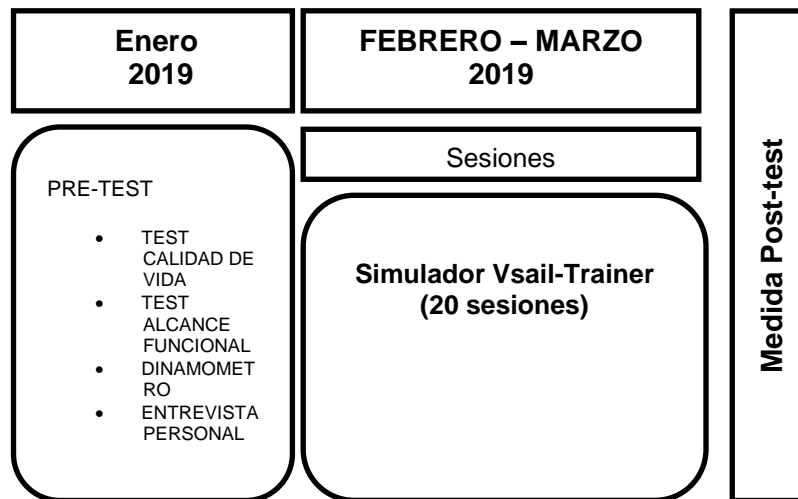 Enero
2019
FEBRERO – MARZO
2019
PRE-TEST
• TEST
CALIDAD DE
VIDA
• TEST
ALCANCE
FUNCIONAL
• DINAMOMET
RO
• ENTREVISTA
PERSONAL
Sesiones
Simulador Vsail-Trainer
(20 sesiones)
Medida Post-test